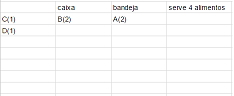 caixa bandeja serve 4 alimentos
C(1) B(2) A(2)
D(1)